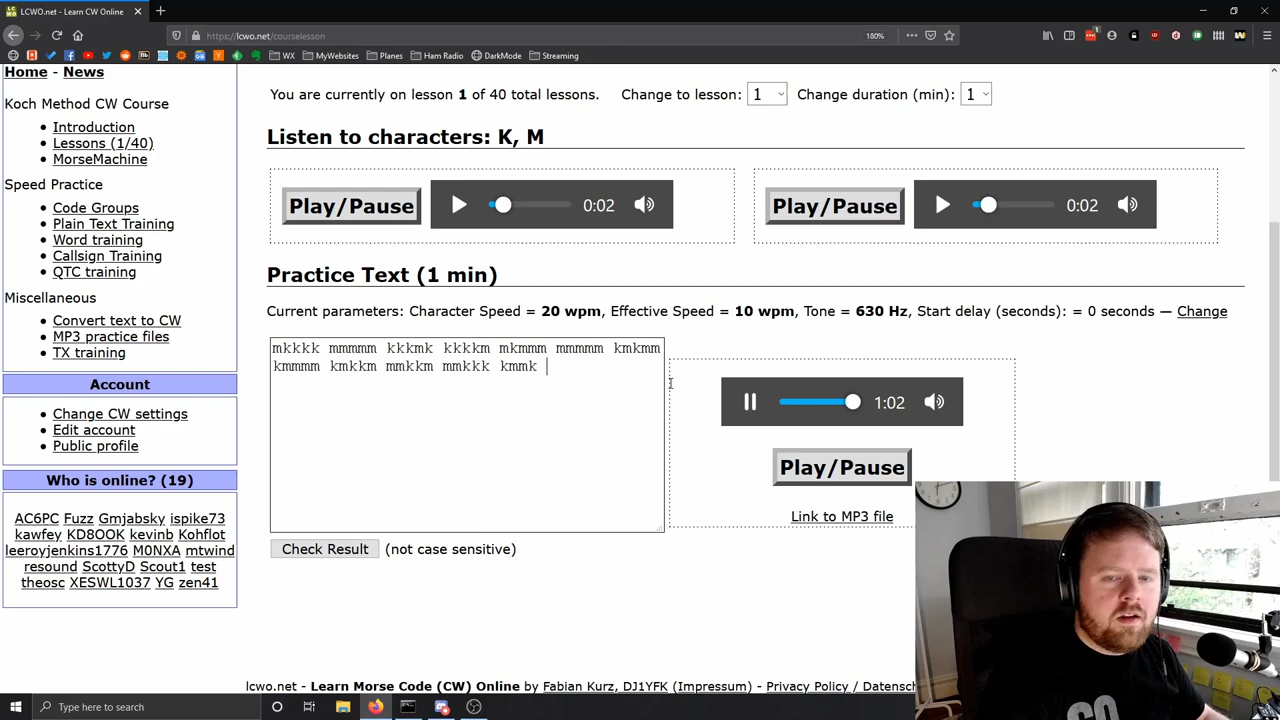 LCWO.net - Learn CW Online
https://lcwo.net/courselesson
180%
WX
MyWebsites
Planes
Ham Radio
DarkMode
Streaming
Home - News
Koch Method CW Course
Introduction
Lessons (1/40)
MorseMachine
Speed Practice
Code Groups
Plain Text Training
Word training
Callsign Training
QTC training
Miscellaneous
Convert text to CW
MP3 practice files
TX training
Account
Change CW settings
Edit account
Public profile
Who is online? (19)
AC6PC Fuzz Gmjabsky ispike73
kawfey KD8OOK kevinb Kohflot
leeroyjenkins1776 M0NXA mtwind
resound ScottyD Scout1 test
theosc XESWL1037 YG zen41
You are currently on lesson 1 of 40 total lessons. Change to lesson: 1 Change duration (min): 1
Listen to characters: K, M
Play/Pause 0:02
Play/Pause 0:02
Practice Text (1 min)
Current parameters: Character Speed = 20 wpm, Effective Speed = 10 wpm, Tone = 630 Hz, Start delay (seconds): = 0 seconds — Change
mkkkk mmmmm kkkmk kkkkm mkmmm mmmmm kmkmm
kmmmm kmkkm mmkkm mmkkk kmmk
1:02
Play/Pause
Link to MP3 file
Check Result (not case sensitive)
lcwo.net - Learn Morse Code (CW) Online by Fabian Kurz, DJ1YFK (Impressum) - Privacy Policy / Datensch
Type here to search